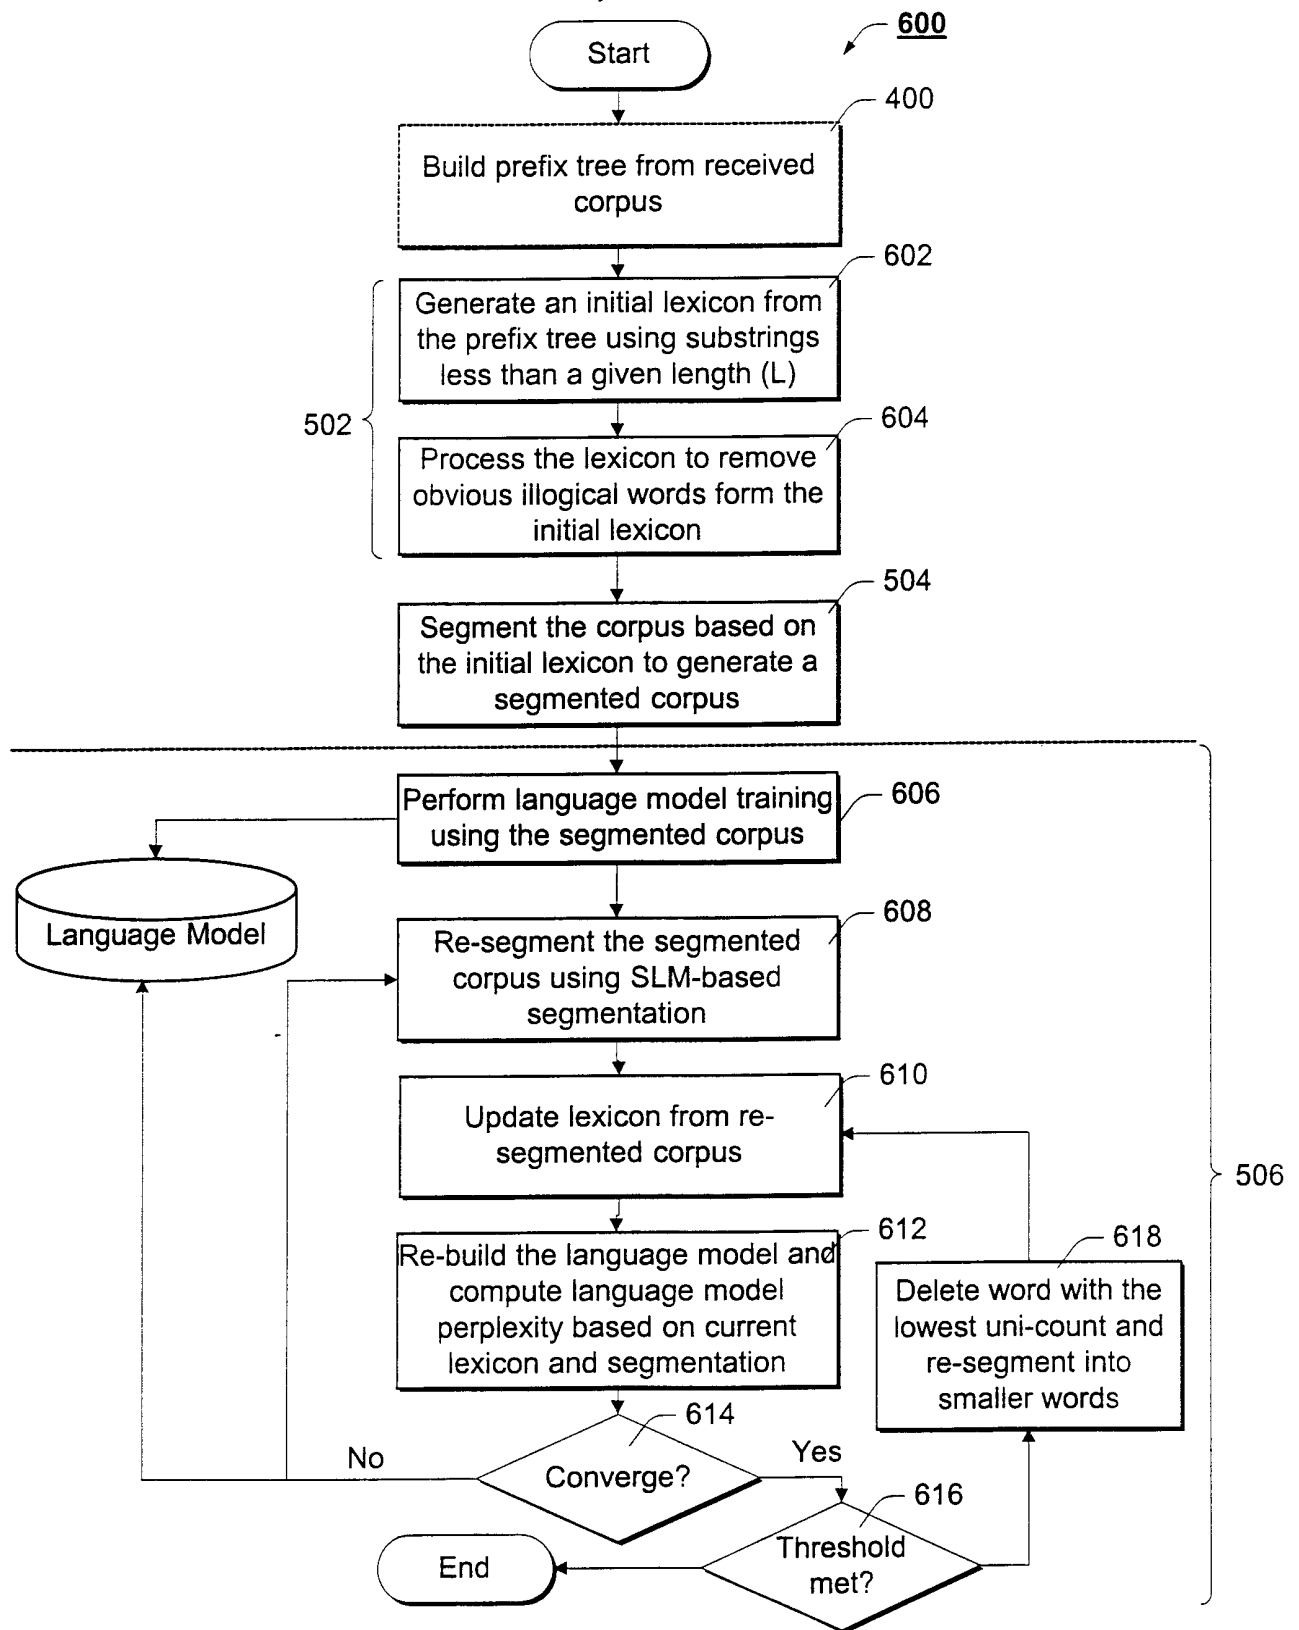 600
Start
400
Build prefix tree from received
corpus
602
Generate an initial lexicon from
the prefix tree using substrings
less than a given length (L)
502
604
Process the lexicon to remove
obvious illogical words form the
initial lexicon
504
Segment the corpus based on
the initial lexicon to generate a
segmented corpus
Perform language model training
using the segmented corpus
606
Language Model
608
Re-segment the segmented
corpus using SLM-based
segmentation
610
Update lexicon from re-
segmented corpus
506
612
Re-build the language model and
compute language model
perplexity based on current
lexicon and segmentation
618
Delete word with the
lowest uni-count and
re-segment into
smaller words
614
No
Converge?
Yes
616
Threshold
met?
End